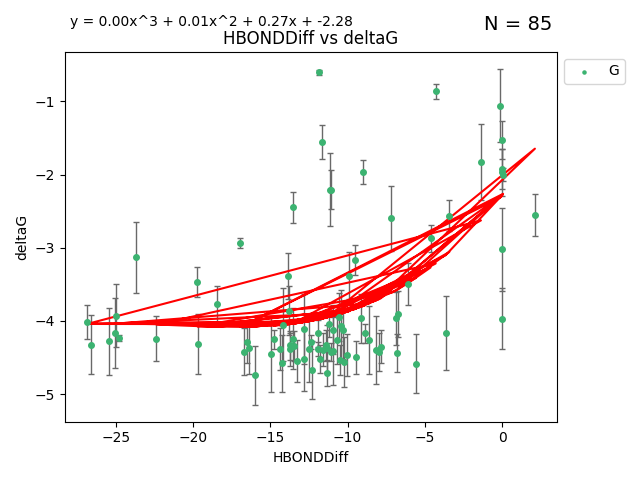 y = 0.00x^3 + 0.01x^2 + 0.27x + -2.28
N = 85
HBONDDiff vs deltaG
G
deltaG
−1
−2
−3
−4
−5
−25 −20 −15 −10 −5 0
HBONDDiff